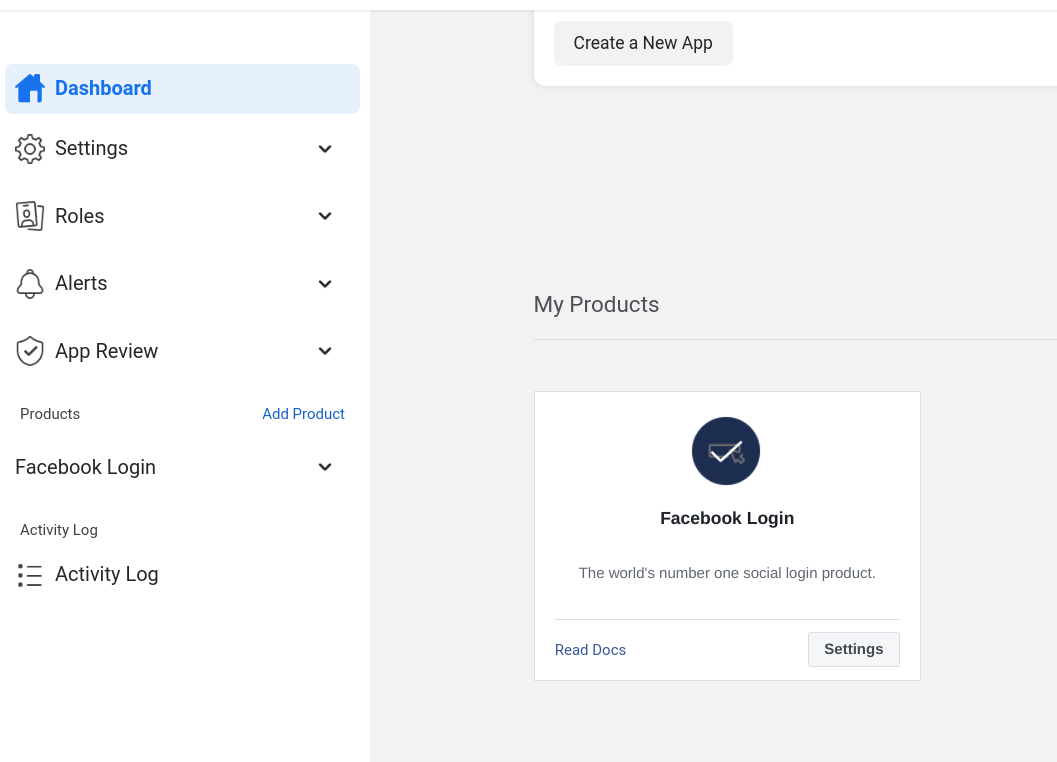 Create a New App
Dashboard
Settings
Roles
Alerts
App Review
Products
Add Product
Facebook Login
Activity Log
Activity Log
My Products
Facebook Login
The world's number one social login product.
Read Docs
Settings